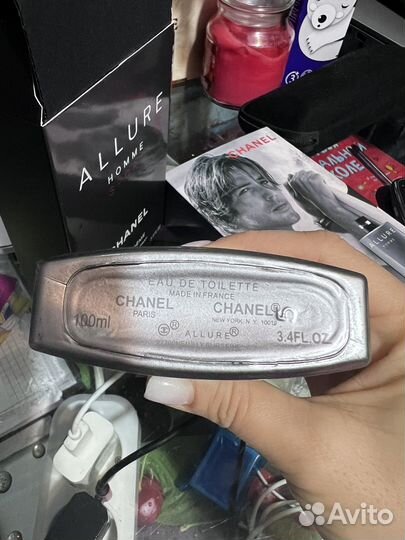 ALLURE
HOMME
CHANEL
CHANEL
ALLURE
EAU DE TOILETTE
MADE IN FRANCE
CHANEL CHANEL
PARIS NEW YORK, N.Y. 10019
100ml ALLURE® 3.4FL.OZ
Avito